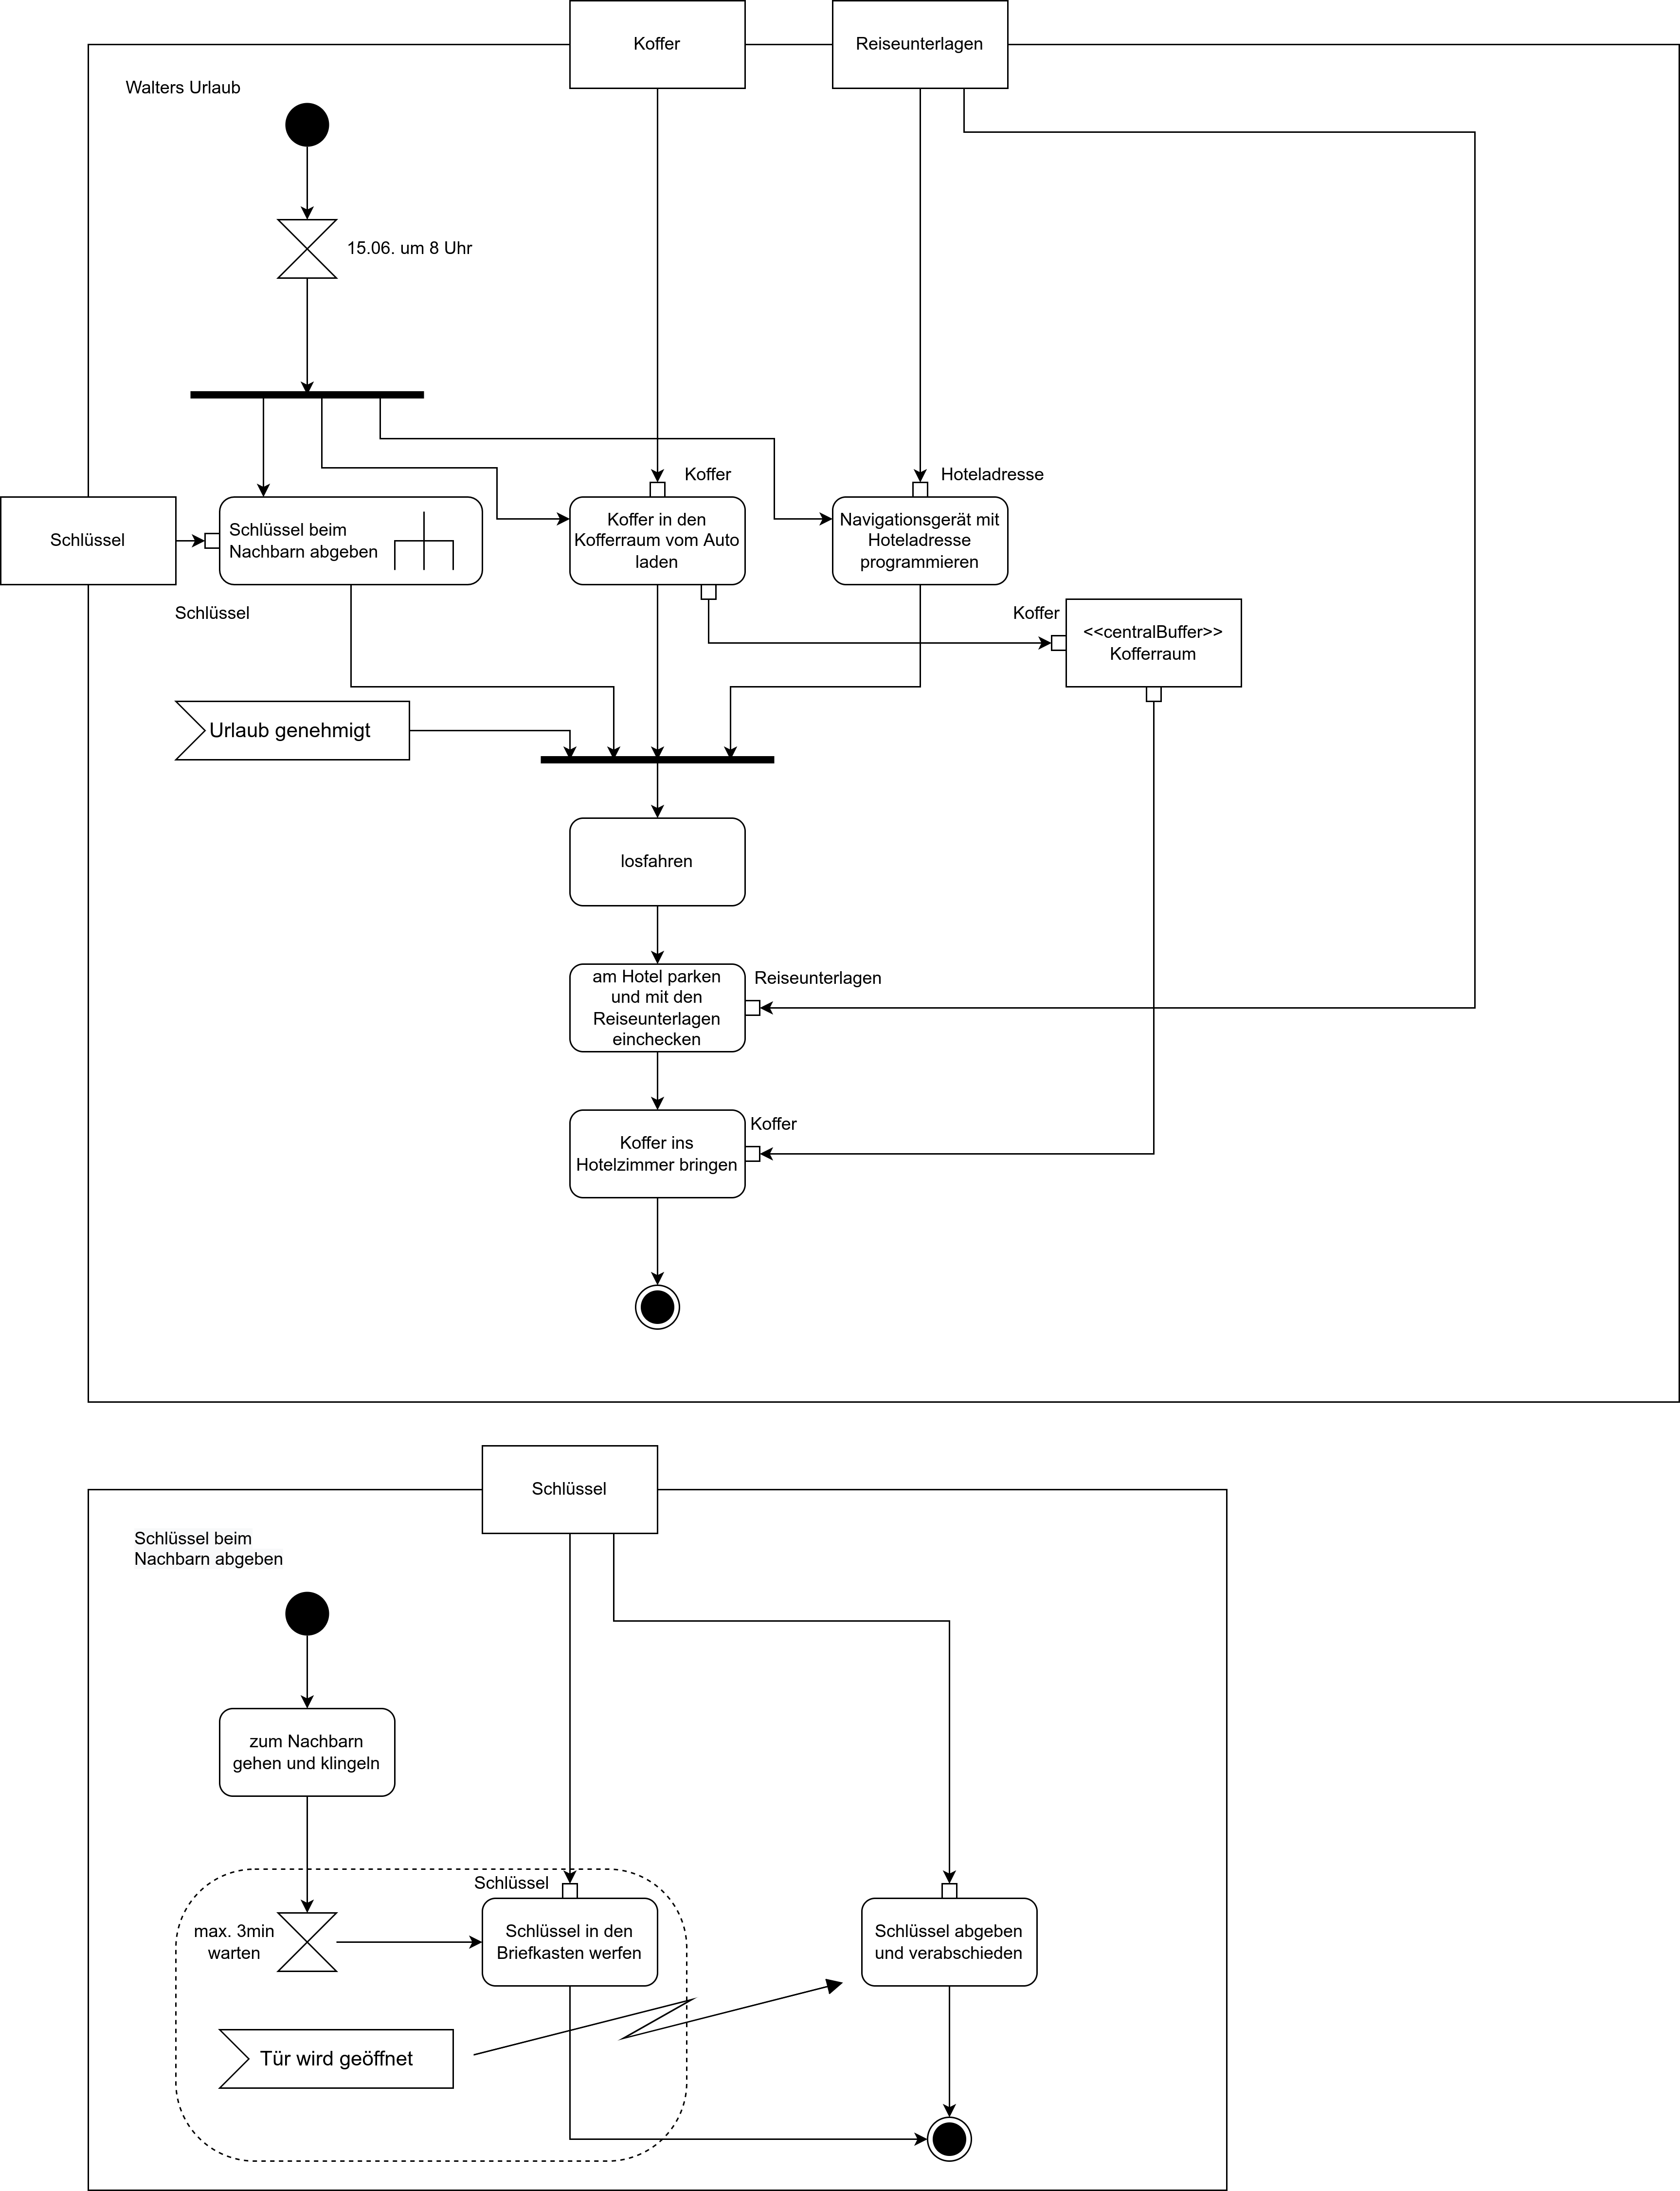 Koffer
Reiseunterlagen
Walters Urlaub
15.06. um 8 Uhr
Koffer
Hoteladresse
Schlüssel
Schlüssel beim
Nachbarn abgeben
Koffer in den
Kofferraum vom Auto
laden
Navigationsgerät mit
Hoteladresse
programmieren
Schlüssel
Koffer
<<centralBuffer>>
Kofferraum
Urlaub genehmigt
losfahren
am Hotel parken
und mit den
Reiseunterlagen
einchecken
Reiseunterlagen
Koffer ins
Hotelzimmer bringen
Koffer
Schlüssel
Schlüssel beim
Nachbarn abgeben
zum Nachbarn
gehen und klingeln
Schlüssel
max. 3min
warten
Schlüssel in den
Briefkasten werfen
Schlüssel abgeben
und verabschieden
Tür wird geöffnet